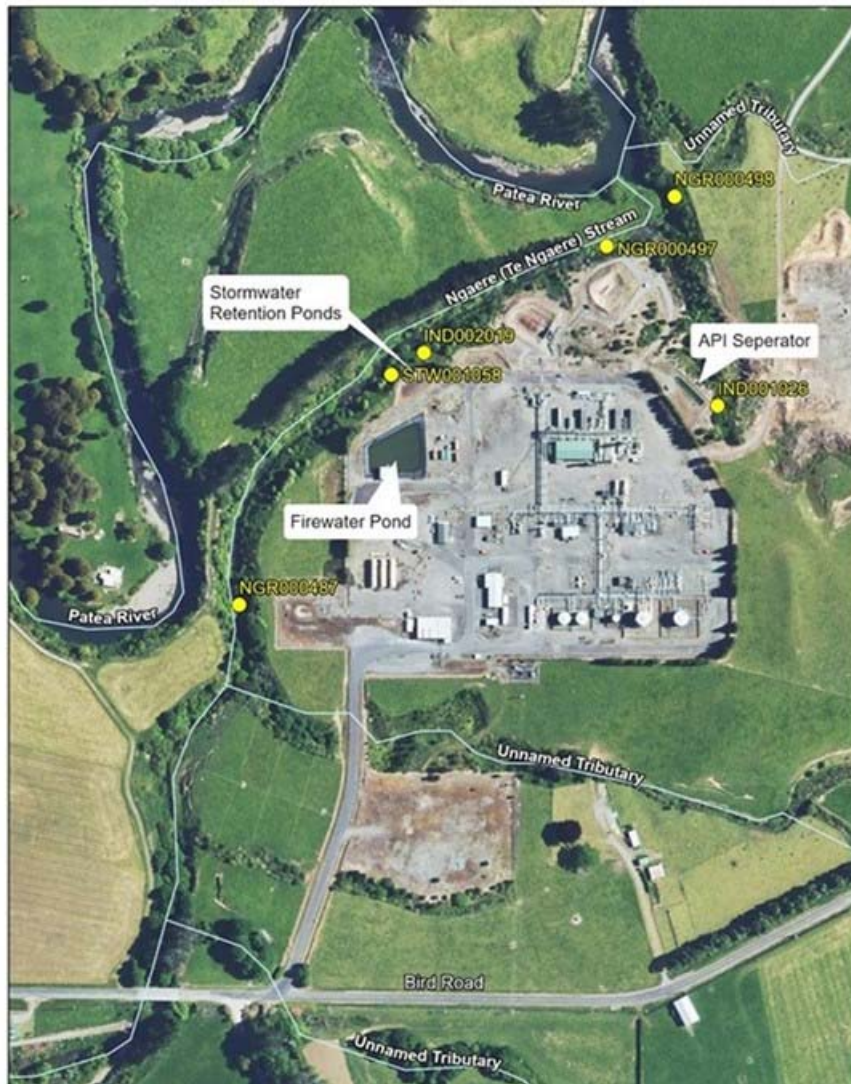 Unnamed Tributary
NGR000498
Patea River
Ngaere (Te Ngaere) Stream
NGR000497
Stormwater
Retention Ponds
IND002019
API Seperator
STW001058
IND001026
Firewater Pond
NGR000487
Patea River
Unnamed Tributary
Bird Road
Unnamed Tributary